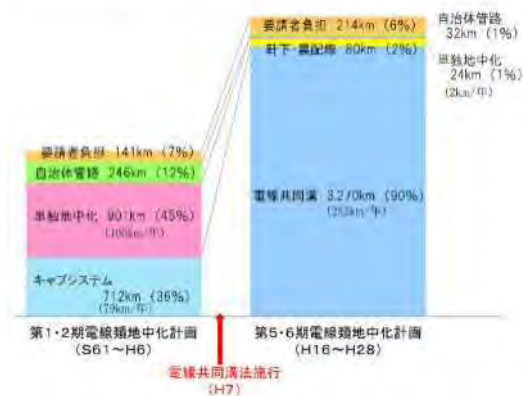 要請者負担 214km (6%)
軒下・裏配線 80km (2%)
自治体管路
32km (1%)
単独地中化
24km (1%)
(2km/年)
電線共同溝 3,270km (90%)
(252km/年)
要請者負担 141km (7%)
自治体管路 246km (12%)
単独地中化 901km (45%)
(100km/年)
キャブシステム
712km (36%)
(79km/年)
第1・2期電線類地中化計画
(S61~H6)
第5・6期電線類地中化計画
(H16~H28)
電線共同溝法施行
(H7)